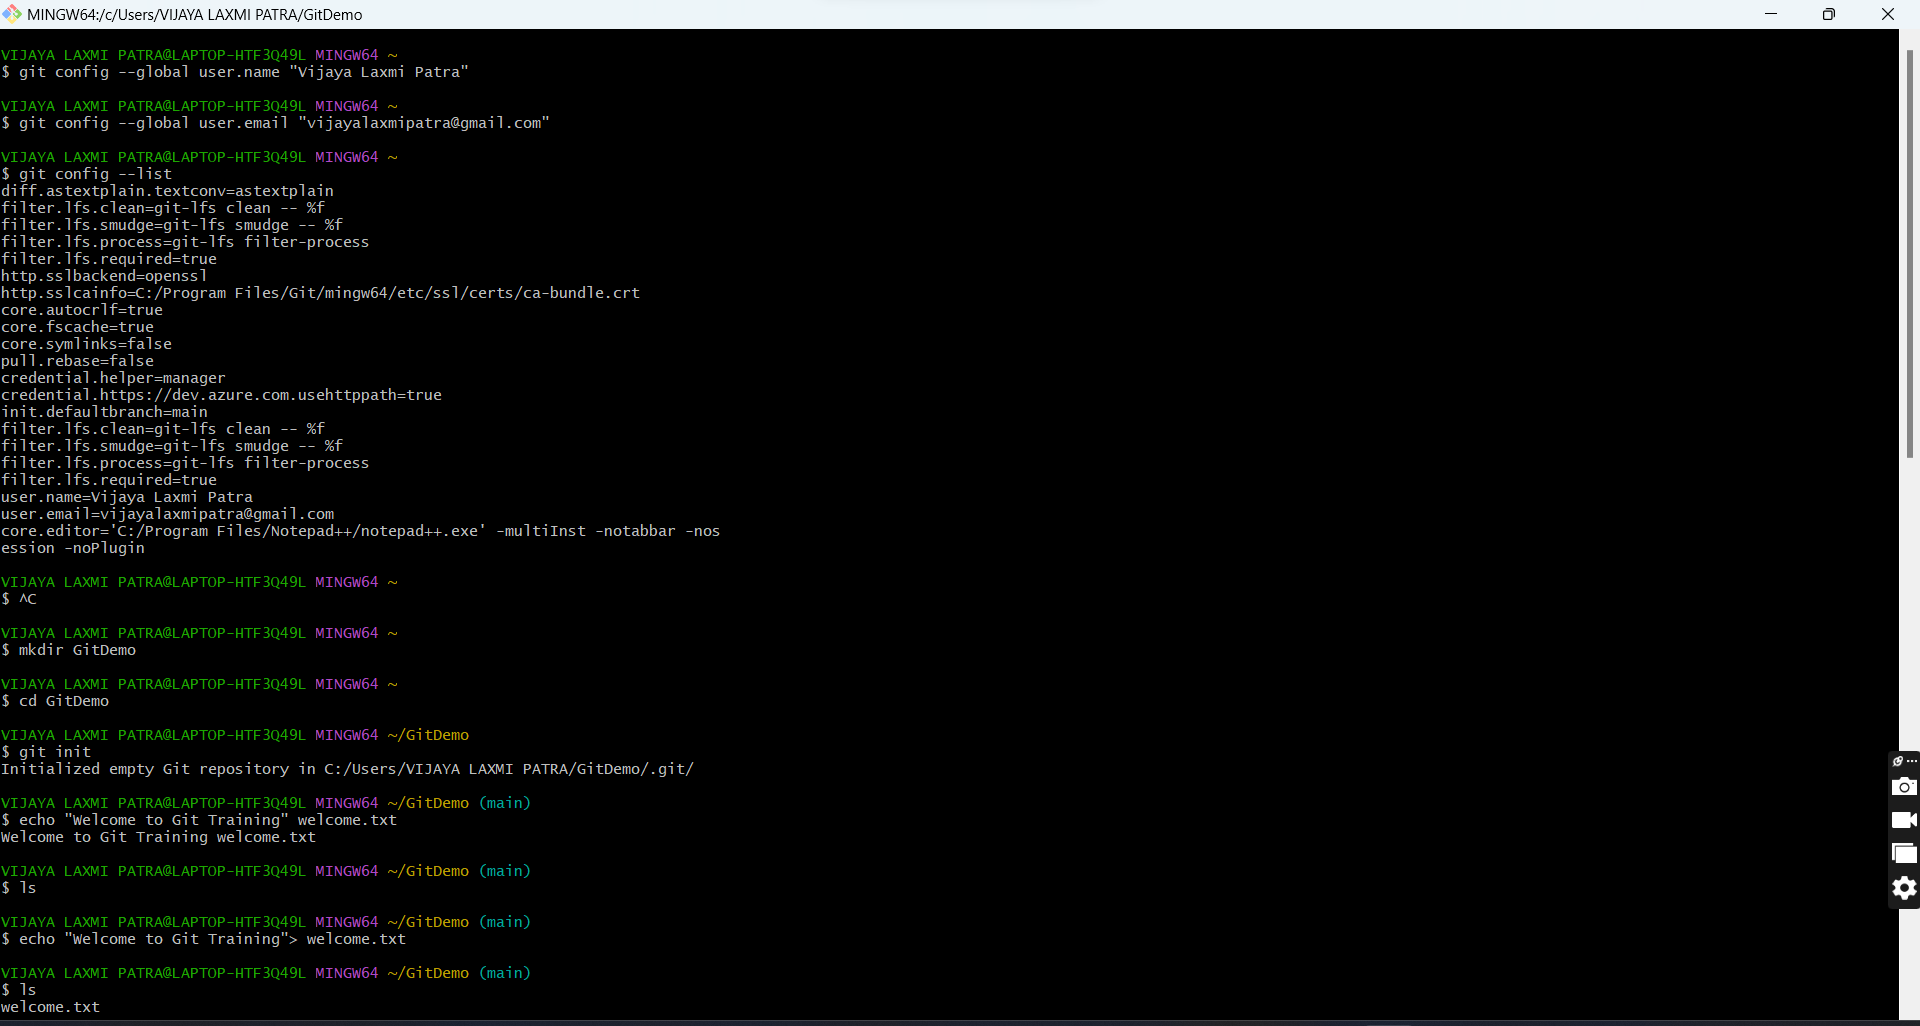 MINGW64:/c/Users/VIJAYA LAXMI PATRA/GitDemo
VIJAYA LAXMI PATRA@LAPTOP-HTF3Q49L MINGW64 ~
$ git config --global user.name "Vijaya Laxmi Patra"
VIJAYA LAXMI PATRA@LAPTOP-HTF3Q49L MINGW64 ~
$ git config --global user.email "vijayalaxmipatra@gmail.com"
VIJAYA LAXMI PATRA@LAPTOP-HTF3Q49L MINGW64 ~
$ git config --list
diff.astextplain.textconv=astextplain
filter.lfs.clean=git-lfs clean -- %f
filter.lfs.smudge=git-lfs smudge -- %f
filter.lfs.process=git-lfs filter-process
filter.lfs.required=true
http.sslbackend=openssl
http.sslcainfo=C:/Program Files/Git/mingw64/etc/ssl/certs/ca-bundle.crt
core.autocrlf=true
core.fscache=true
core.symlinks=false
pull.rebase=false
credential.helper=manager
credential.https://dev.azure.com.usehttppath=true
init.defaultbranch=main
filter.lfs.clean=git-lfs clean -- %f
filter.lfs.smudge=git-lfs smudge -- %f
filter.lfs.process=git-lfs filter-process
filter.lfs.required=true
user.name=Vijaya Laxmi Patra
user.email=vijayalaxmipatra@gmail.com
core.editor='C:/Program Files/Notepad++/notepad++.exe' -multiInst -notabbar -nos
ession -noPlugin
VIJAYA LAXMI PATRA@LAPTOP-HTF3Q49L MINGW64 ~
$ ^C
VIJAYA LAXMI PATRA@LAPTOP-HTF3Q49L MINGW64 ~
$ mkdir GitDemo
VIJAYA LAXMI PATRA@LAPTOP-HTF3Q49L MINGW64 ~
$ cd GitDemo
VIJAYA LAXMI PATRA@LAPTOP-HTF3Q49L MINGW64 ~/GitDemo
$ git init
Initialized empty Git repository in C:/Users/VIJAYA LAXMI PATRA/GitDemo/.git/
VIJAYA LAXMI PATRA@LAPTOP-HTF3Q49L MINGW64 ~/GitDemo (main)
$ echo "Welcome to Git Training" welcome.txt
Welcome to Git Training welcome.txt
VIJAYA LAXMI PATRA@LAPTOP-HTF3Q49L MINGW64 ~/GitDemo (main)
$ ls
VIJAYA LAXMI PATRA@LAPTOP-HTF3Q49L MINGW64 ~/GitDemo (main)
$ echo "Welcome to Git Training"> welcome.txt
VIJAYA LAXMI PATRA@LAPTOP-HTF3Q49L MINGW64 ~/GitDemo (main)
$ ls
welcome.txt